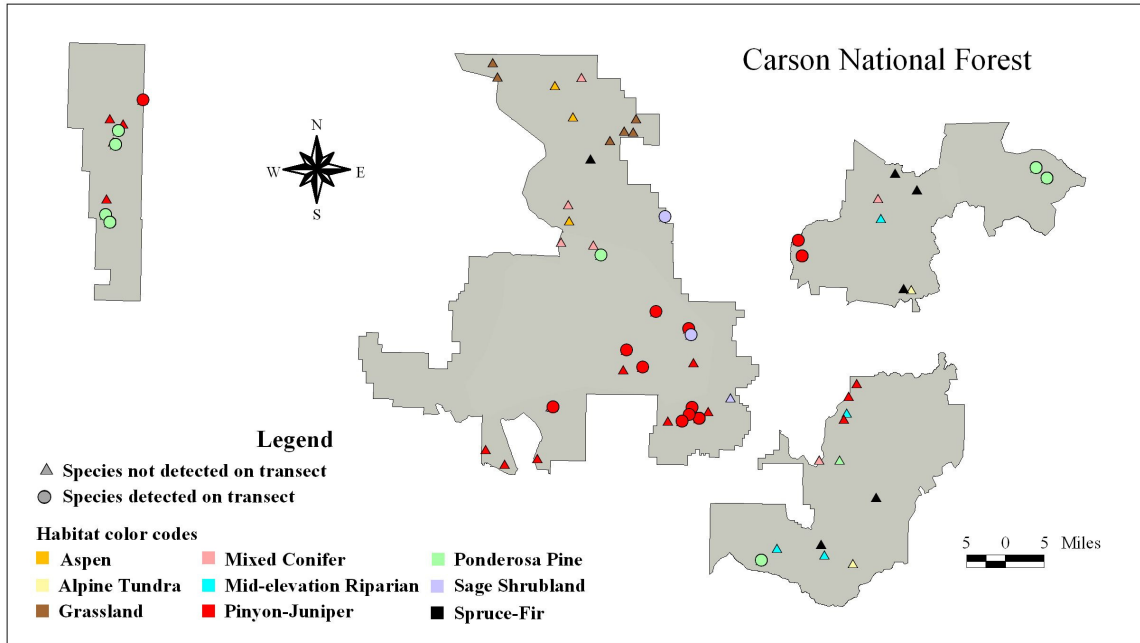 Carson National Forest
N
W E
S
Legend
Species not detected on transect
Species detected on transect
Habitat color codes
Aspen
Mixed Conifer
Ponderosa Pine
Alpine Tundra
Mid-elevation Riparian
Sage Shrubland
Grassland
Pinyon-Juniper
Spruce-Fir
5 0 5 Miles